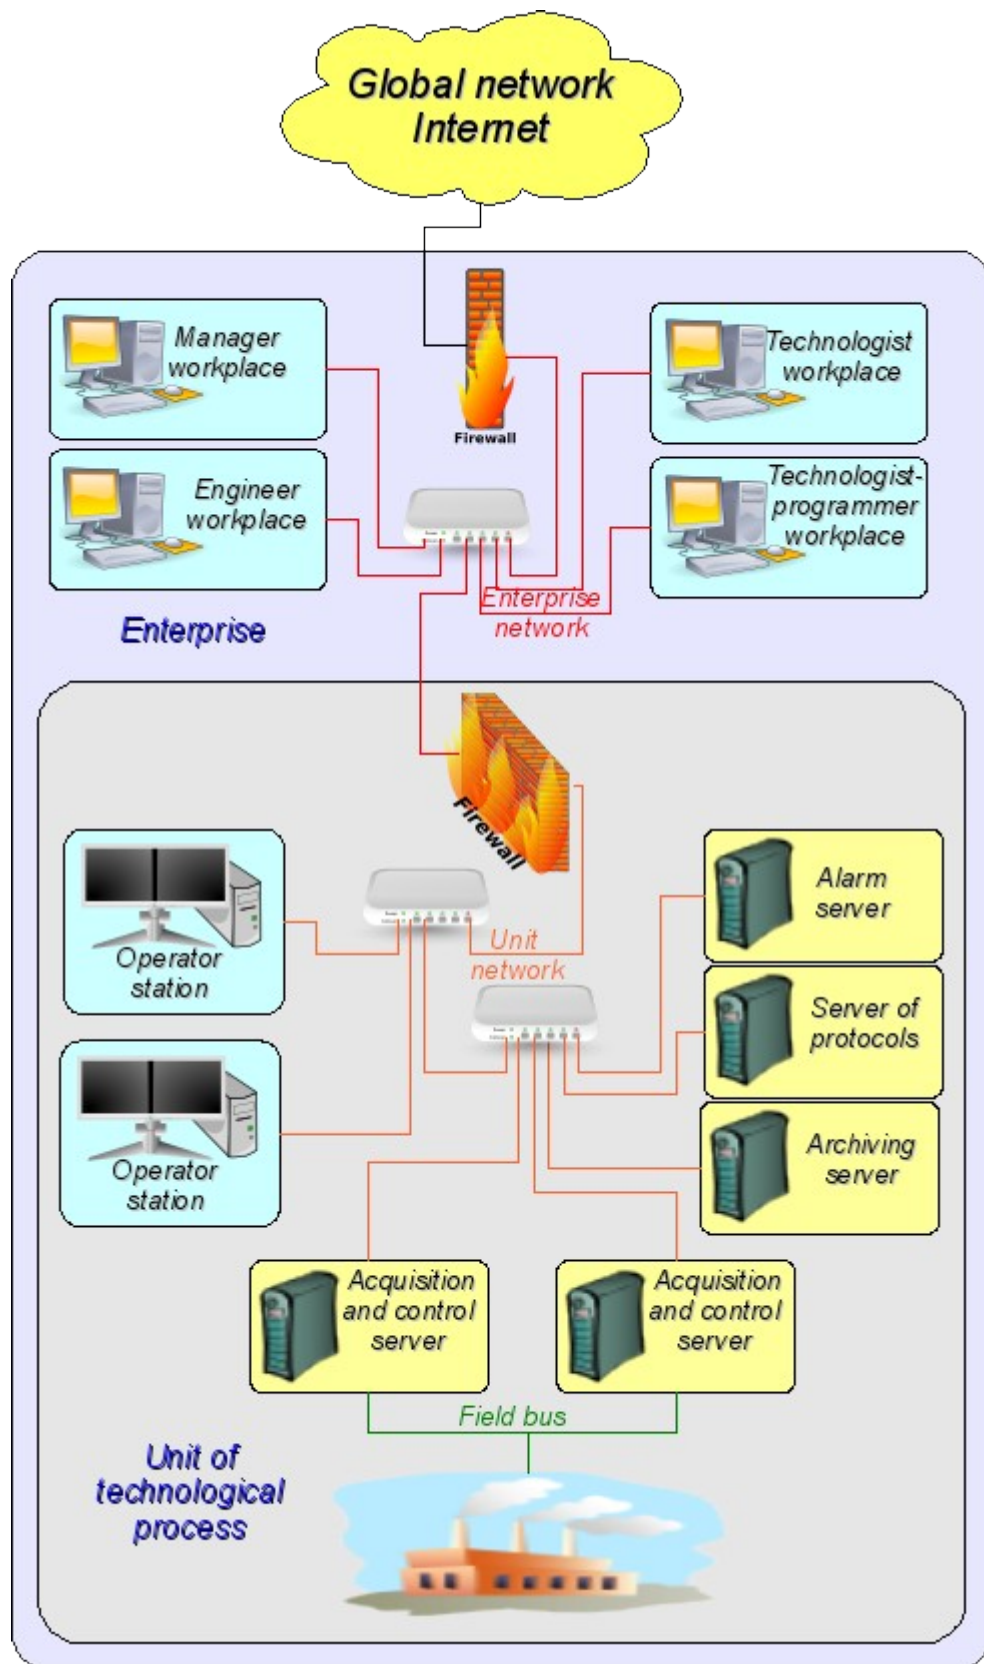 Global network
Internet
Manager
workplace
Technologist
workplace
Firewall
Engineer
workplace
Technologist-
programmer
workplace
Enterprise
network
Enterprise
Firewall
Operator
station
Unit
network
Alarm
server
Server of
protocols
Operator
station
Archiving
server
Acquisition
and control
server
Acquisition
and control
server
Field bus
Unit of
technological
process